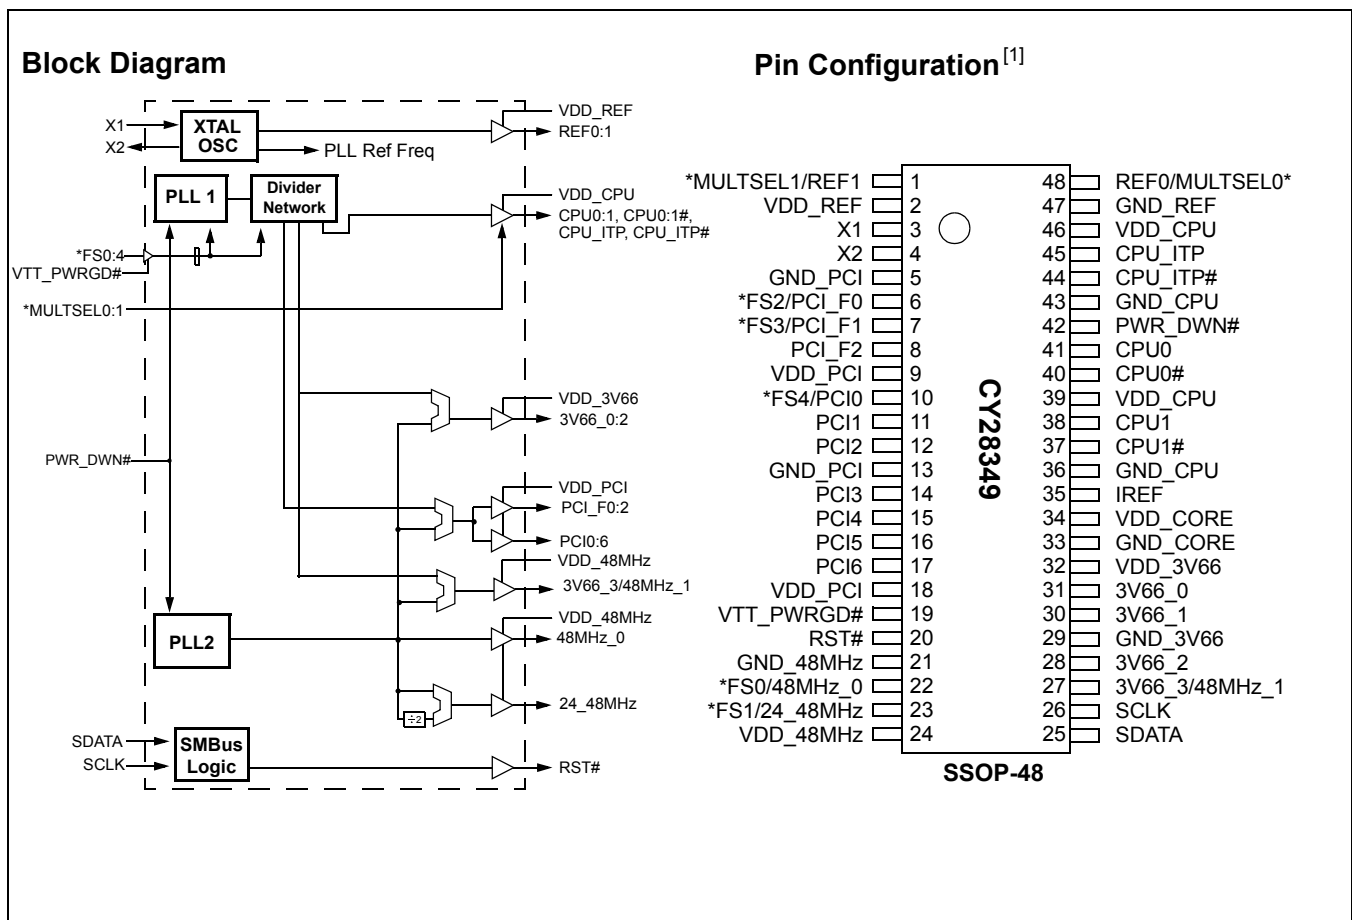 Block Diagram
VDD_REF
X1
XTAL
OSC
REF0:1
X2
PLL Ref Freq
PLL 1
Divider
Network
VDD_CPU
CPU0:1, CPU0:1#,
CPU_ITP, CPU_ITP#
*FS0:4
VTT_PWRGD#
*MULTSEL0:1
VDD_3V66
3V66_0:2
PWR_DWN#
VDD_PCI
PCI_F0:2
PCI0:6
VDD_48MHz
3V66_3/48MHz_1
VDD_48MHz
PLL2
48MHz_0
÷2
24_48MHz
SDATA
SCLK
SMBus
Logic
RST#
Pin Configuration[1]
*MULTSEL1/REF1 1 48 REF0/MULTSEL0*
VDD_REF 2 47 GND_REF
X1 3 46 VDD_CPU
X2 4 45 CPU_ITP
GND_PCI 5 44 CPU_ITP#
*FS2/PCI_F0 6 43 GND_CPU
*FS3/PCI_F1 7 42 PWR_DWN#
PCI_F2 8 41 CPU0
VDD_PCI 9 40 CPU0#
*FS4/PCI0 10 39 VDD_CPU
PCI1 11 38 CPU1
PCI2 12 37 CPU1#
GND_PCI 13 36 GND_CPU
PCI3 14 35 IREF
PCI4 15 34 VDD_CORE
PCI5 16 33 GND_CORE
PCI6 17 32 VDD_3V66
VDD_PCI 18 31 3V66_0
VTT_PWRGD# 19 30 3V66_1
RST# 20 29 GND_3V66
GND_48MHz 21 28 3V66_2
*FS0/48MHz_0 22 27 3V66_3/48MHz_1
*FS1/24_48MHz 23 26 SCLK
VDD_48MHz 24 25 SDATA
CY28349
SSOP-48